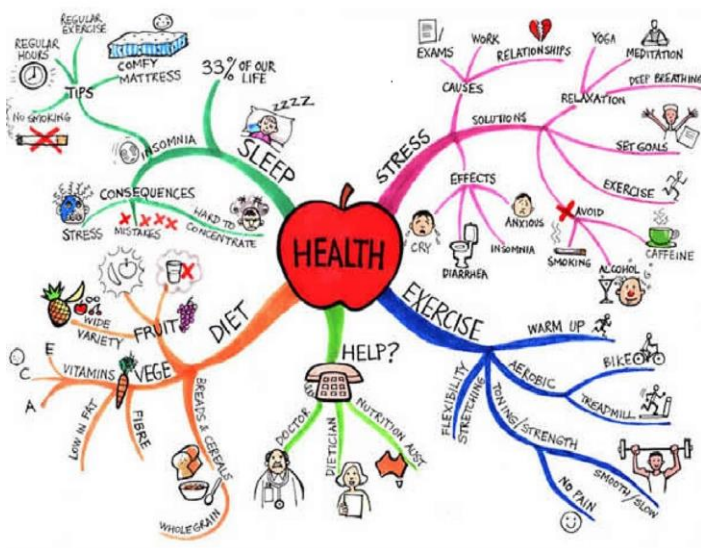 HEALTH
SLEEP
33% OF OUR
LIFE
ZZZZ
INSOMNIA
TIPS
REGULAR
HOURS
REGULAR
EXERCISE
COMFY
MATTRESS
NO SMOKING
CONSEQUENCES
STRESS
MISTAKES
HARD TO
CONCENTRATE
STRESS
CAUSES
EXAMS
WORK
RELATIONSHIPS
EFFECTS
CRY
DIARRHEA
INSOMNIA
ANXIOUS
SOLUTIONS
RELAXATION
YOGA
MEDITATION
DEEP BREATHING
SET GOALS
EXERCISE
AVOID
SMOKING
ALCOHOL
CAFFEINE
DIET
FRUIT
WIDE
VARIETY
VEGE
VITAMINS
E
C
A
LOW IN FAT
FIBRE
BREADS & CEREALS
WHOLEGRAIN
HELP?
DOCTOR
DIETICIAN
NUTRITION AUST
EXERCISE
WARM UP
AEROBIC
BIKE
TREADMILL
TONING/STRENGTH
SMOOTH/SLOW
NO PAIN
FLEXIBILITY
STRETCHING